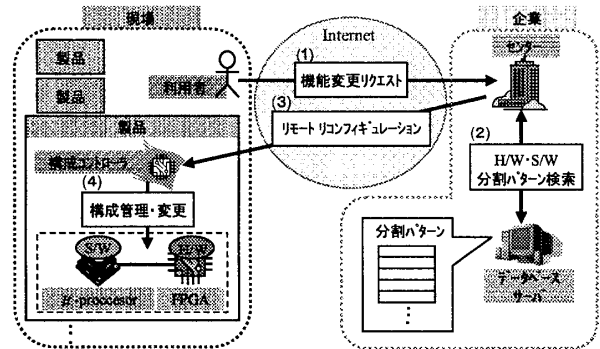 現場
企業
Internet
製品
製品
利用者
センター
(1)
機能変更リクエスト
(3)
リモート リコンフィギュレーション
製品
構成コントローラ
(2)
H/W・S/W
分割パターン検索
(4)
構成管理・変更
分割パターン
S/W
H/W
データベース
サーバ
μ-processor
FPGA